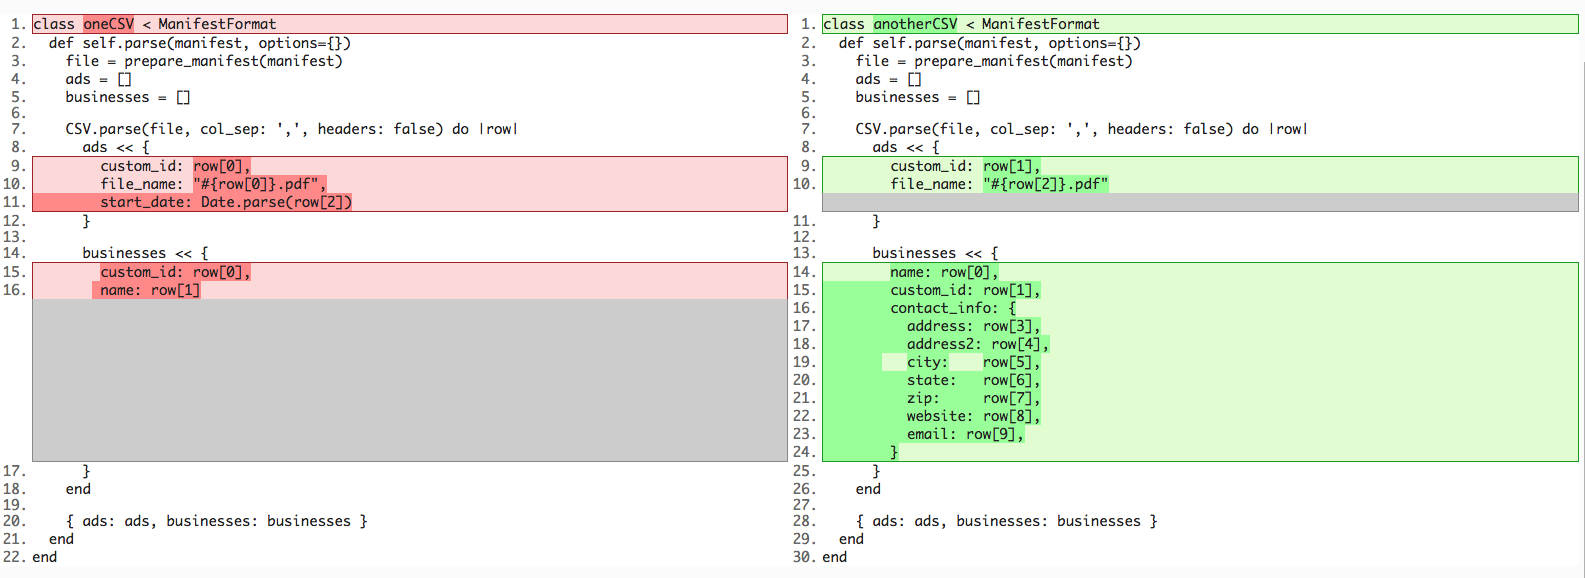 1. class oneCSV < ManifestFormat
2. def self.parse(manifest, options={})
3. file = prepare_manifest(manifest)
4. ads = []
5. businesses = []
6.
7. CSV.parse(file, col_sep: ',', headers: false) do |row|
8. ads << {
9. custom_id: row[0],
10. file_name: "#{row[0]}.pdf",
11. start_date: Date.parse(row[2])
12. }
13.
14. businesses << {
15. custom_id: row[0],
16. name: row[1]
17. }
18. end
19.
20. { ads: ads, businesses: businesses }
21. end
22. end
1. class anotherCSV < ManifestFormat
2. def self.parse(manifest, options={})
3. file = prepare_manifest(manifest)
4. ads = []
5. businesses = []
6.
7. CSV.parse(file, col_sep: ',', headers: false) do |row|
8. ads << {
9. custom_id: row[1],
10. file_name: "#{row[2]}.pdf"
11. }
12.
13. businesses << {
14. name: row[0],
15. custom_id: row[1],
16. contact_info: {
17. address: row[3],
18. address2: row[4],
19. city: row[5],
20. state: row[6],
21. zip: row[7],
22. website: row[8],
23. email: row[9],
24. }
25. }
26. end
27.
28. { ads: ads, businesses: businesses }
29. end
30. end